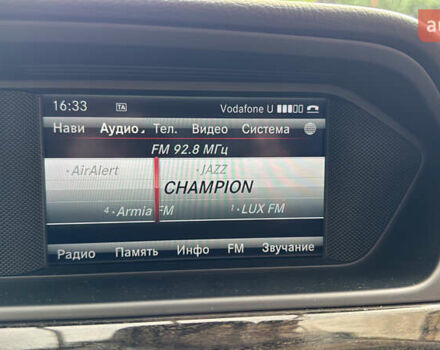 au
16:33 TA Vodafone U
Нави Аудио Тел. Видео Система
FM 92.8 МГц
AirAlert JAZZ
CHAMPION
4 Armia FM 1 LUX FM
Радио Память Инфо FM Звучание